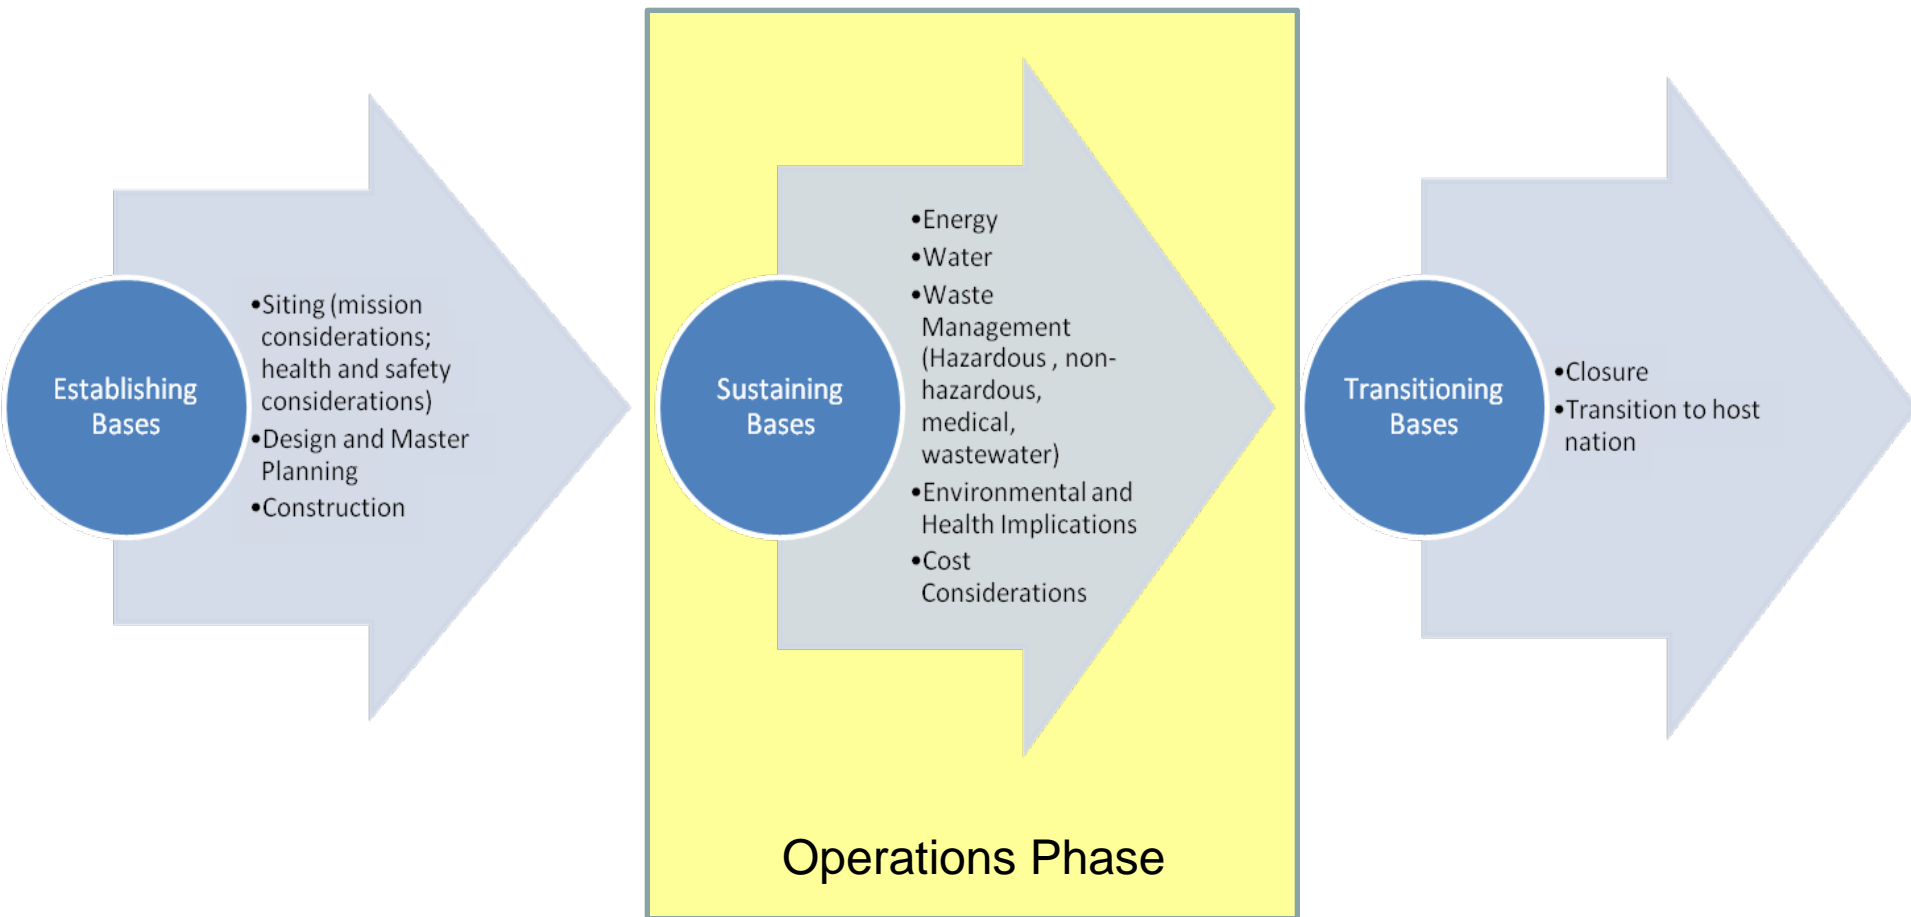 Establishing
Bases
•Siting (mission
considerations;
health and safety
considerations)
•Design and Master
Planning
•Construction
Sustaining
Bases
•Energy
•Water
•Waste
Management
(Hazardous , non-
hazardous,
medical,
wastewater)
•Environmental and
Health Implications
•Cost
Considerations
Operations Phase
Transitioning
Bases
•Closure
•Transition to host
nation